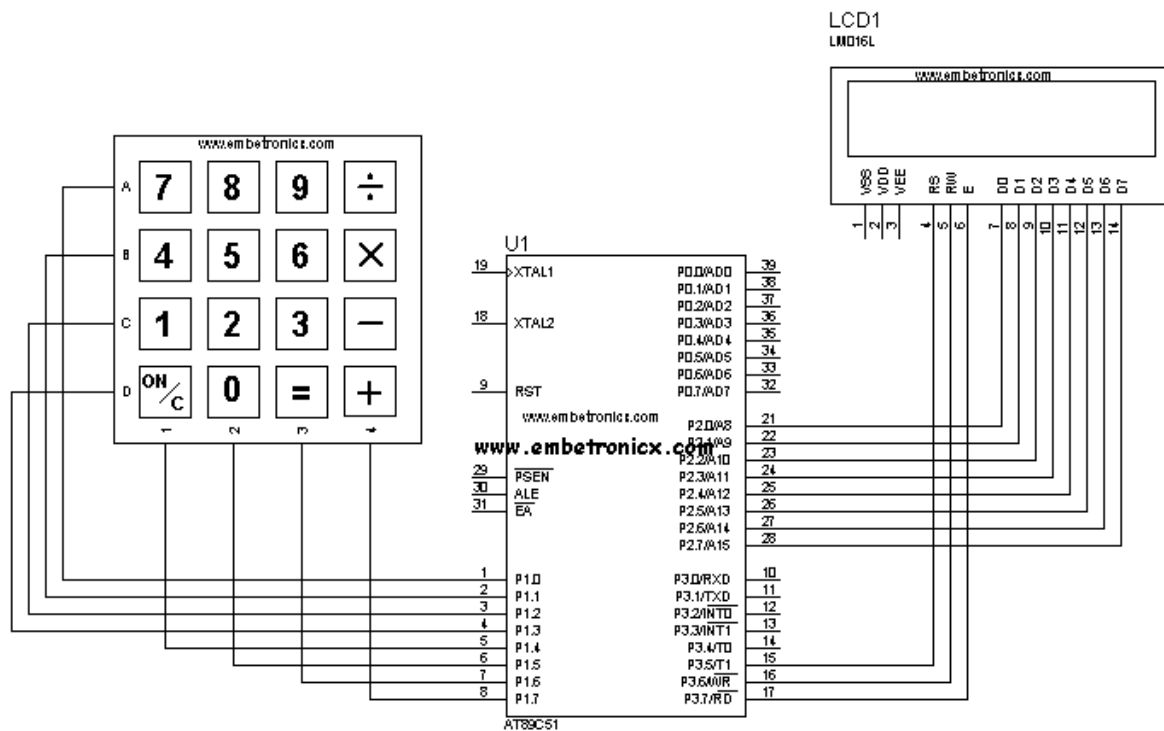 LCD1
LM016L
www.embetronicx.com
VSS
VDD
VEE
RS
RW
E
D0
D1
D2
D3
D4
D5
D6
D7
1
2
3
4
5
6
7
8
9
10
11
12
13
14
www.embetronicx.com
A
7
8
9
÷
B
4
5
6
×
C
1
2
3
−
D
ON/C
0
=
+
1
2
3
4
U1
19
XTAL1
18
XTAL2
9
RST
29
PSEN
30
ALE
31
EA
1
P1.0
2
P1.1
3
P1.2
4
P1.3
5
P1.4
6
P1.5
7
P1.6
8
P1.7
P0.0/AD0
39
P0.1/AD1
38
P0.2/AD2
37
P0.3/AD3
36
P0.4/AD4
35
P0.5/AD5
34
P0.6/AD6
33
P0.7/AD7
32
www.embetronicx.com
www.embetronicx.com
P2.0/A8
21
P2.1/A9
22
P2.2/A10
23
P2.3/A11
24
P2.4/A12
25
P2.5/A13
26
P2.6/A14
27
P2.7/A15
28
P3.0/RXD
10
P3.1/TXD
11
P3.2/INT0
12
P3.3/INT1
13
P3.4/T0
14
P3.5/T1
15
P3.6/WR
16
P3.7/RD
17
AT89C51